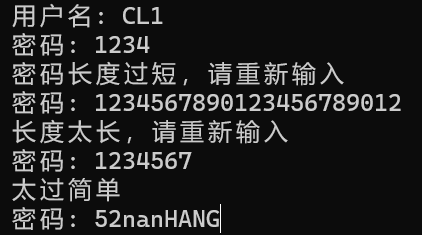 用户名: CL1
密码: 1234
密码长度过短, 请重新输入
密码: 1234567890123456789012
长度太长, 请重新输入
密码: 1234567
太过简单
密码: 52nanHANG